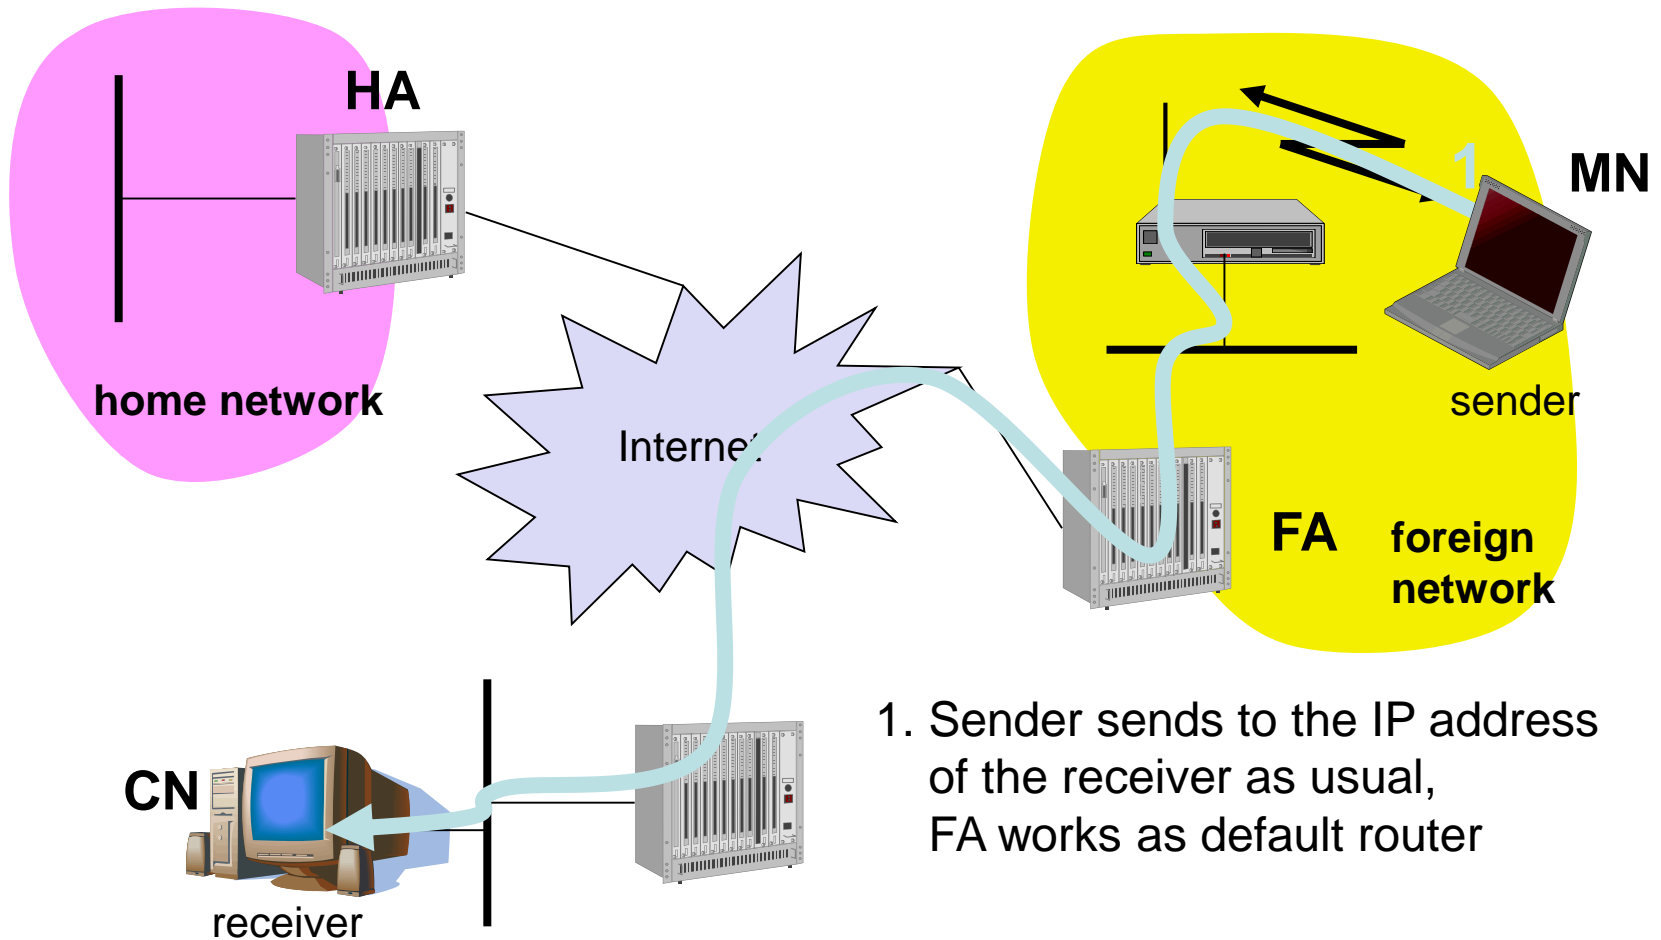 HA
home network
Internet
1
MN
sender
FA
foreign
network
CN
receiver
1. Sender sends to the IP address
of the receiver as usual,
FA works as default router